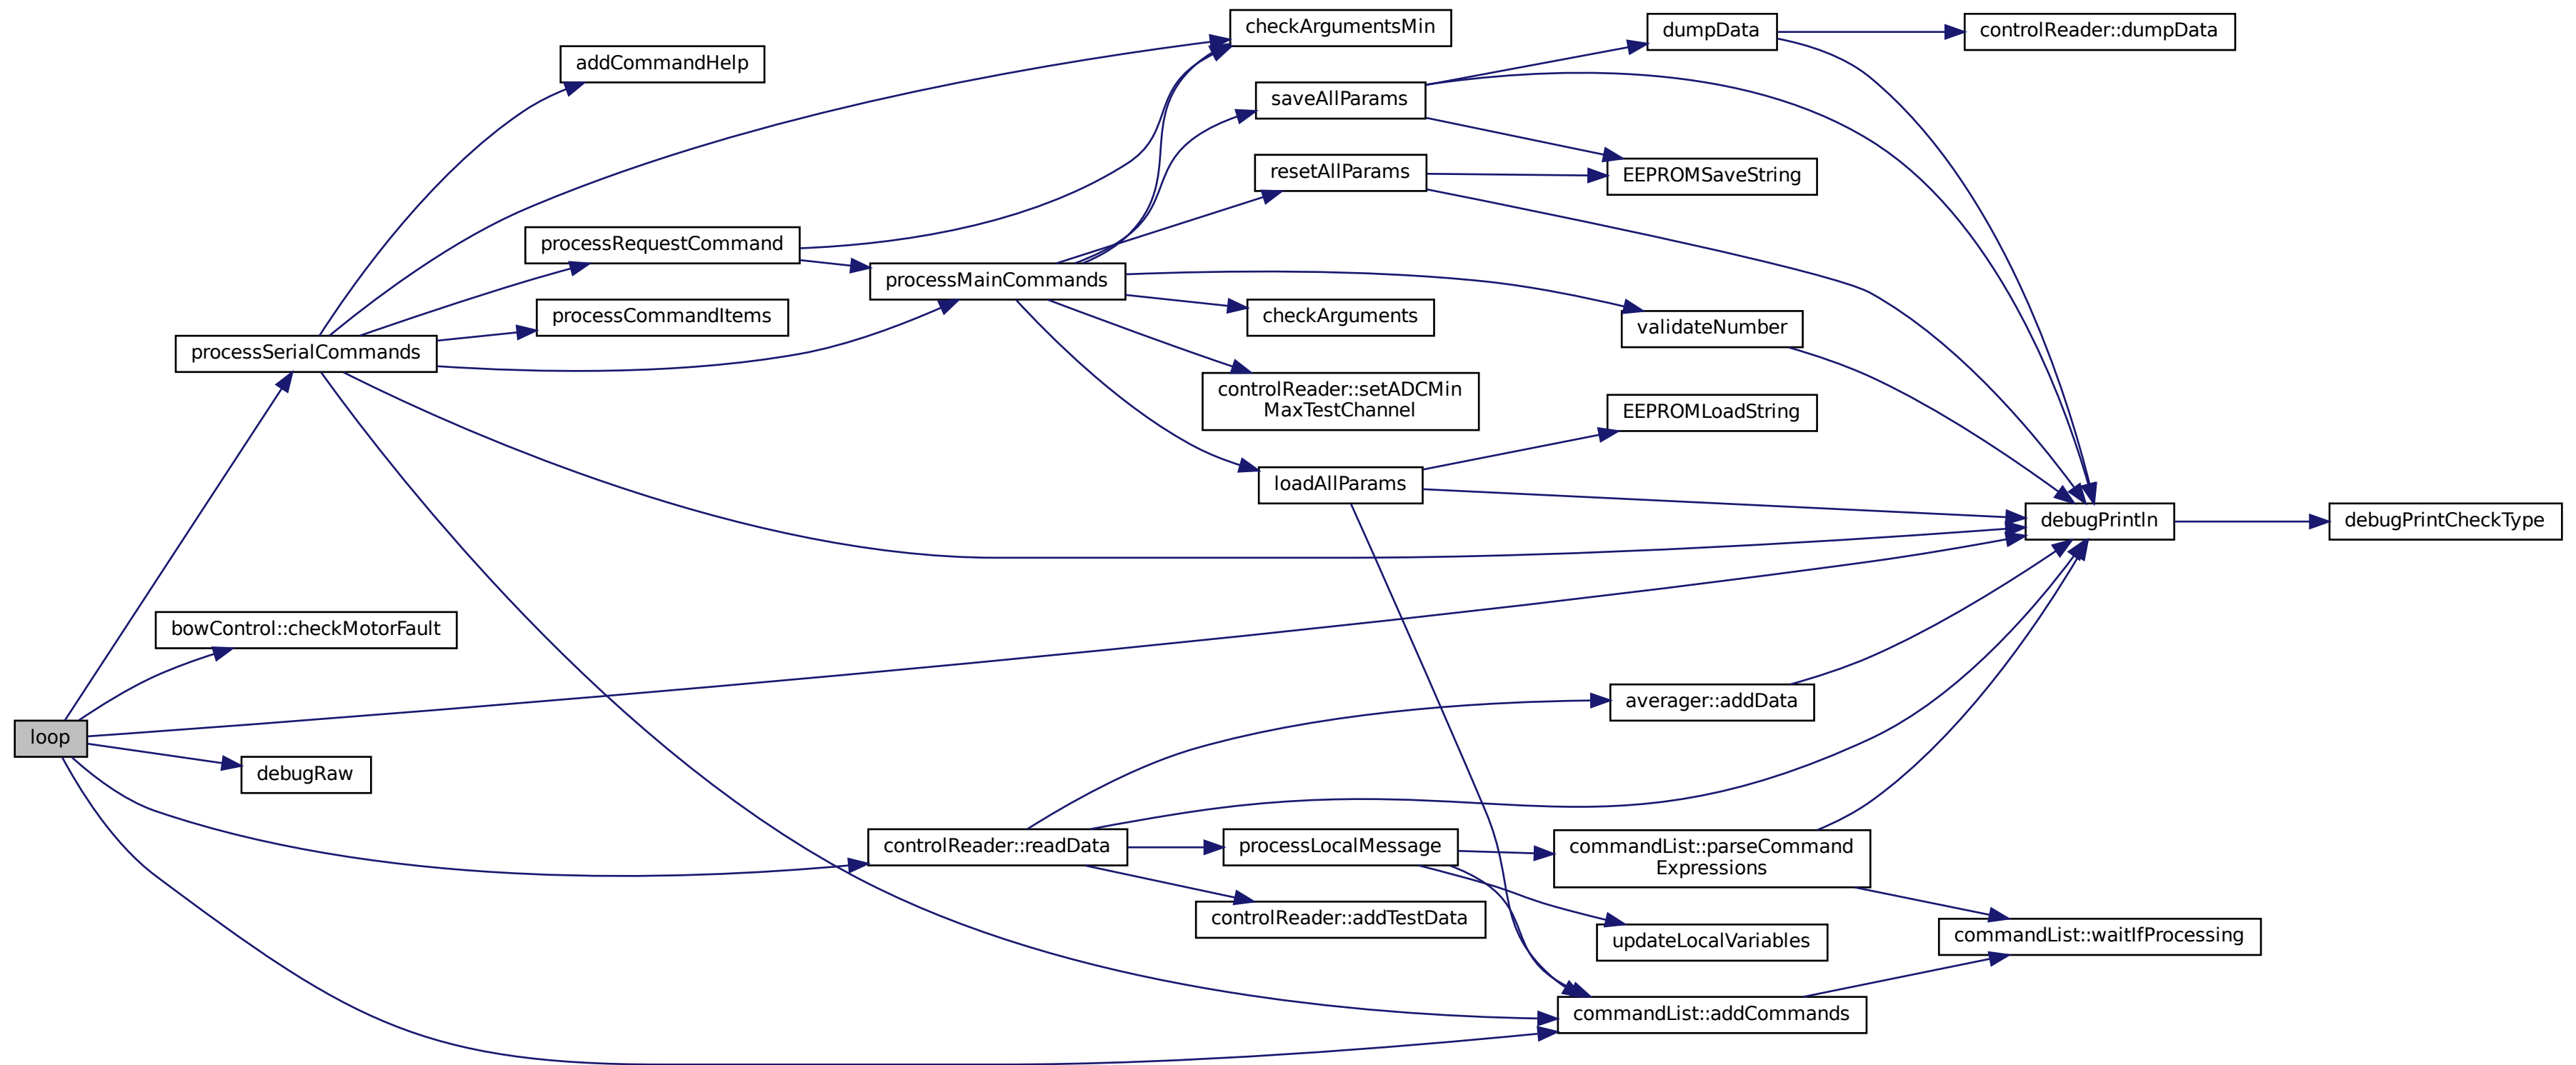 checkArgumentsMin
dumpData
controlReader::dumpData
addCommandHelp
saveAllParams
resetAllParams
EEPROMSaveString
processRequestCommand
processMainCommands
processCommandItems
checkArguments
validateNumber
processSerialCommands
controlReader::setADCMin
MaxTestChannel
EEPROMLoadString
loadAllParams
debugPrintln
debugPrintCheckType
bowControl::checkMotorFault
averager::addData
loop
debugRaw
controlReader::readData
processLocalMessage
commandList::parseCommand
Expressions
controlReader::addTestData
updateLocalVariables
commandList::waitIfProcessing
commandList::addCommands